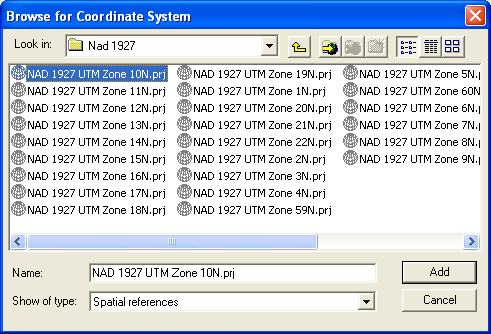 Browse for Coordinate System
Look in: Nad 1927
NAD 1927 UTM Zone 10N.prj NAD 1927 UTM Zone 19N.prj NAD 1927 UTM Zone 5N.p
NAD 1927 UTM Zone 11N.prj NAD 1927 UTM Zone 1N.prj NAD 1927 UTM Zone 60N
NAD 1927 UTM Zone 12N.prj NAD 1927 UTM Zone 20N.prj NAD 1927 UTM Zone 6N.p
NAD 1927 UTM Zone 13N.prj NAD 1927 UTM Zone 21N.prj NAD 1927 UTM Zone 7N.p
NAD 1927 UTM Zone 14N.prj NAD 1927 UTM Zone 22N.prj NAD 1927 UTM Zone 8N.p
NAD 1927 UTM Zone 15N.prj NAD 1927 UTM Zone 2N.prj NAD 1927 UTM Zone 9N.p
NAD 1927 UTM Zone 16N.prj NAD 1927 UTM Zone 3N.prj
NAD 1927 UTM Zone 17N.prj NAD 1927 UTM Zone 4N.prj
NAD 1927 UTM Zone 18N.prj NAD 1927 UTM Zone 59N.prj
Name: NAD 1927 UTM Zone 10N.prj Add
Show of type: Spatial references Cancel